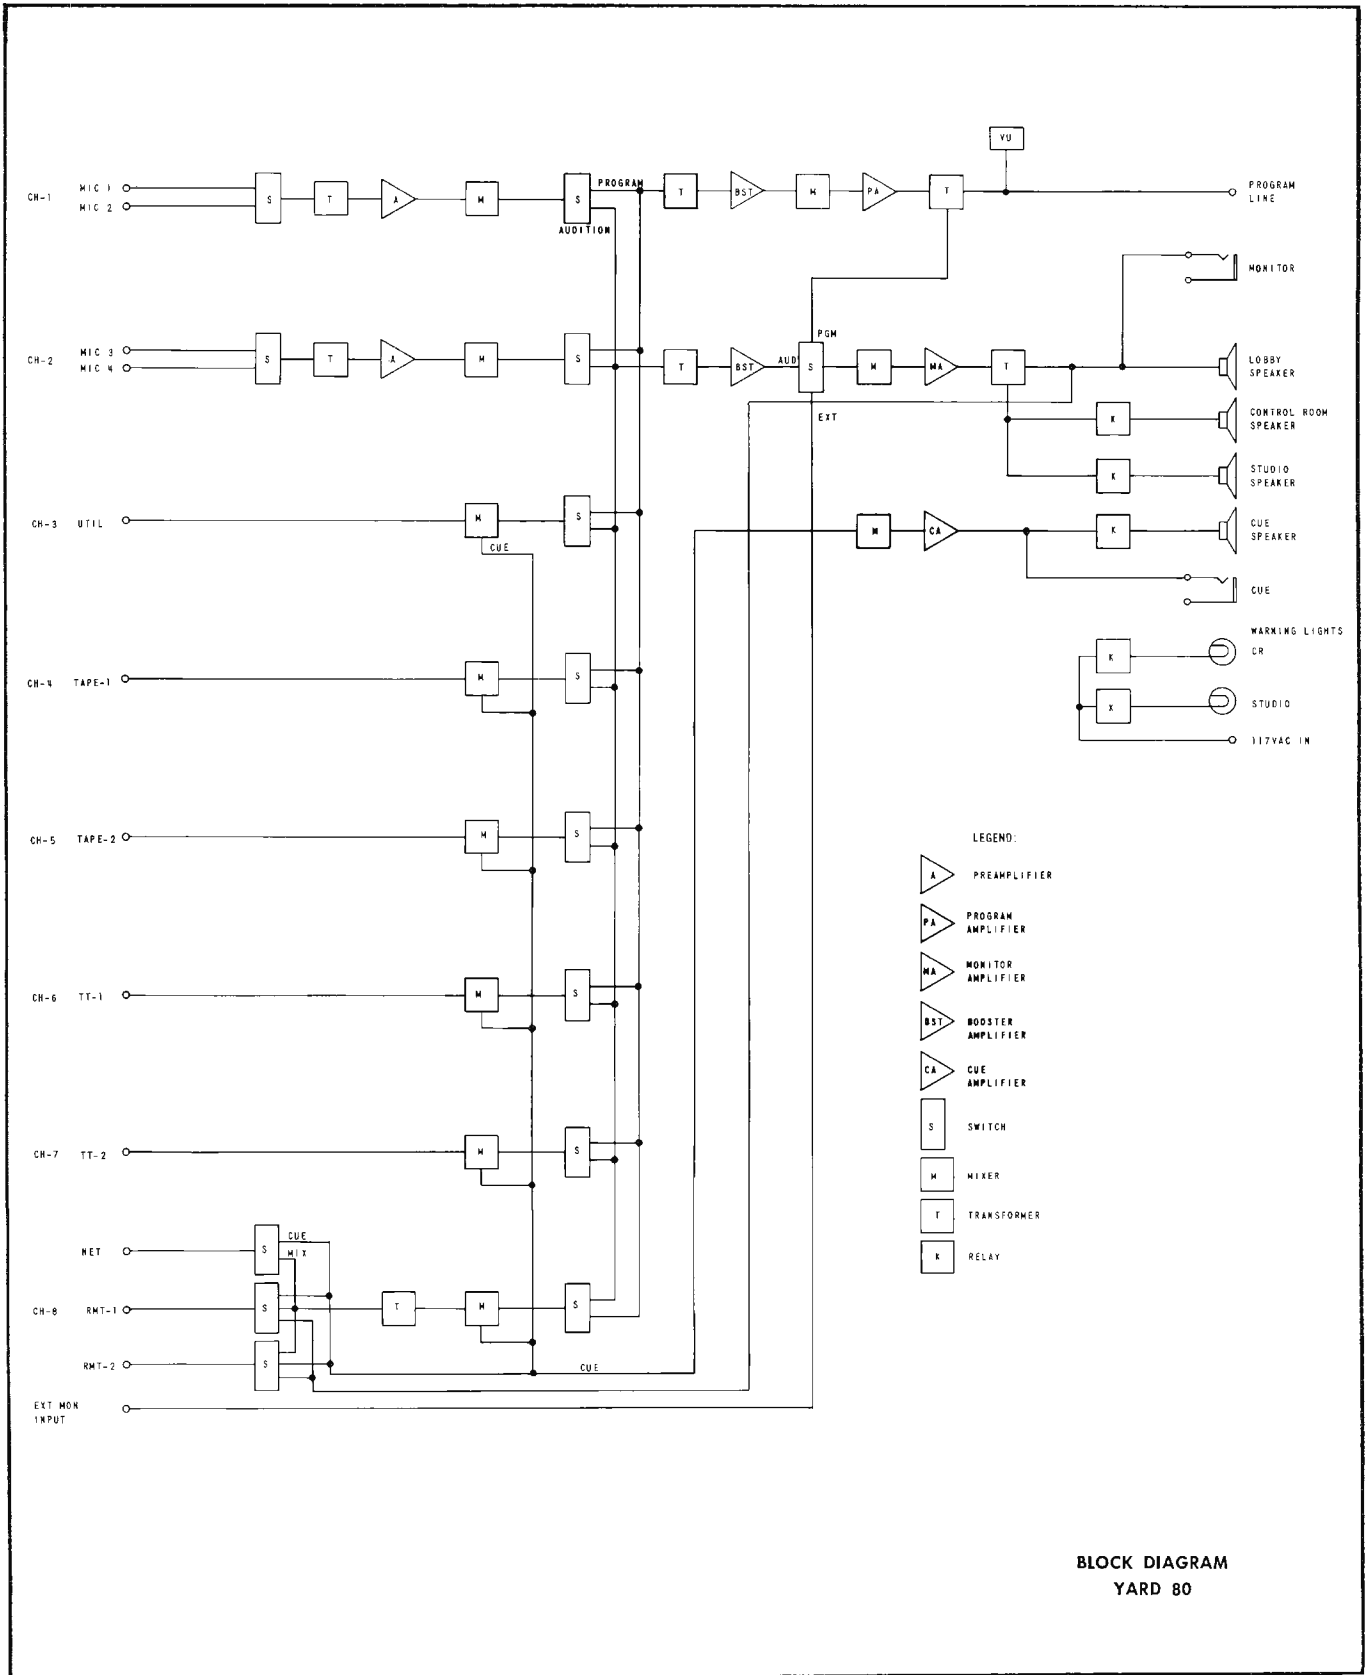 VU
CH-1
MIC 1
MIC 2
S
T
A
M
S
PROGRAM
AUDITION
T
BST
M
PA
T
PROGRAM
LINE
MONITOR
CH-2
MIC 3
MIC 4
S
T
A
M
S
T
BST
AUD
PGM
S
EXT
M
MA
T
LOBBY
SPEAKER
K
CONTROL ROOM
SPEAKER
K
STUDIO
SPEAKER
CH-3 UTIL
M
CUE
S
M
CA
K
CUE
SPEAKER
CUE
WARNING LIGHTS
K
CR
K
STUDIO
117VAC IN
CH-4 TAPE-1
M
S
CH-5 TAPE-2
M
S
CH-6 TT-1
M
S
CH-7 TT-2
M
S
NET
S
CUE
MIX
CH-8 RMT-1
S
T
M
S
RMT-2
S
CUE
EXT MON
INPUT
LEGEND:
A PREAMPLIFIER
PA PROGRAM
AMPLIFIER
MA MONITOR
AMPLIFIER
BST BOOSTER
AMPLIFIER
CA CUE
AMPLIFIER
S SWITCH
M MIXER
T TRANSFORMER
K RELAY
BLOCK DIAGRAM
YARD 80